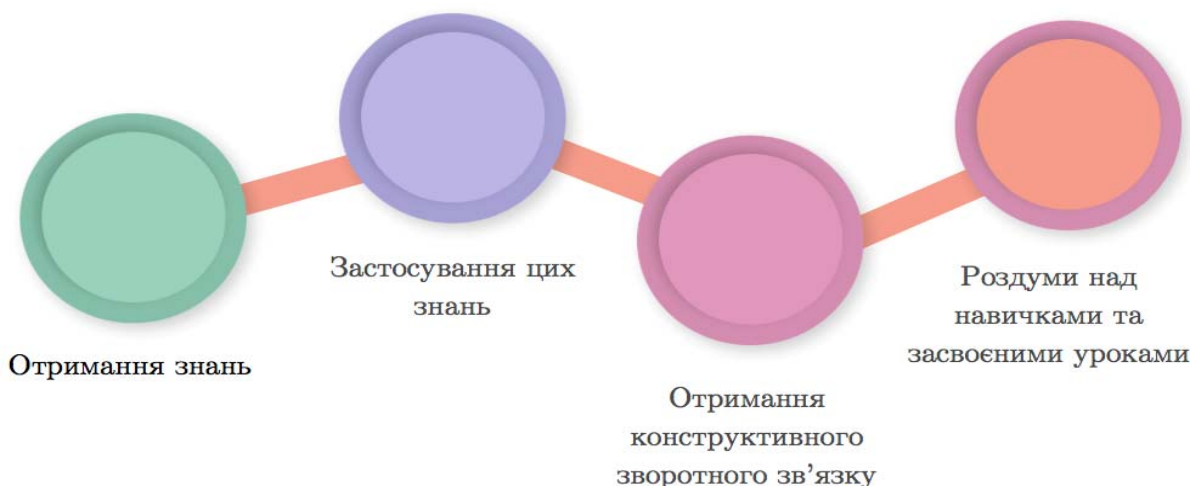 Отримання знань
Застосування цих
знань
Отримання
конструктивного
зворотного зв’язку
Роздуми над
навичками та
засвоєними уроками